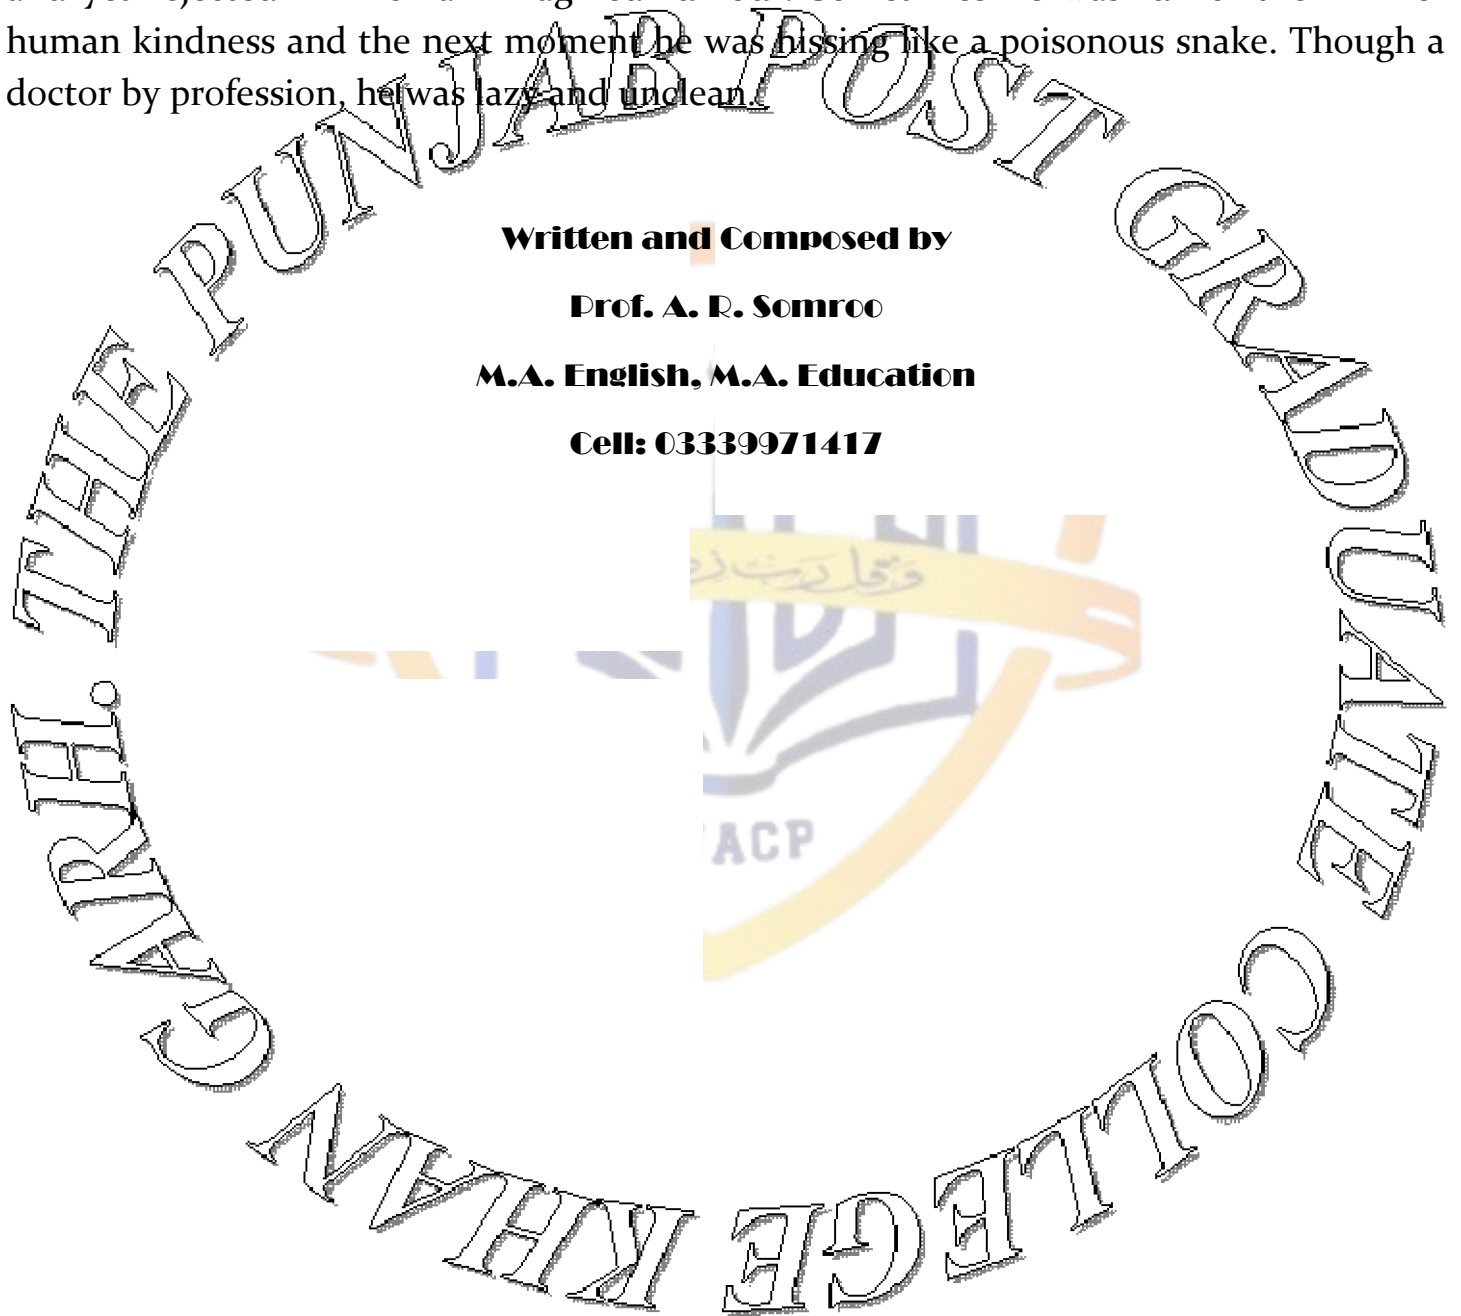 human kindness and the next moment he was hissing like a poisonous snake. Though a
doctor by profession, he was lazy and unclean.
THE PUNJAB POST GRADUATE COLLEGE KHAN GARH.
Written and Composed by
Prof. A. R. Somroo
M.A. English, M.A. Education
Cell: 03339971417
ACP